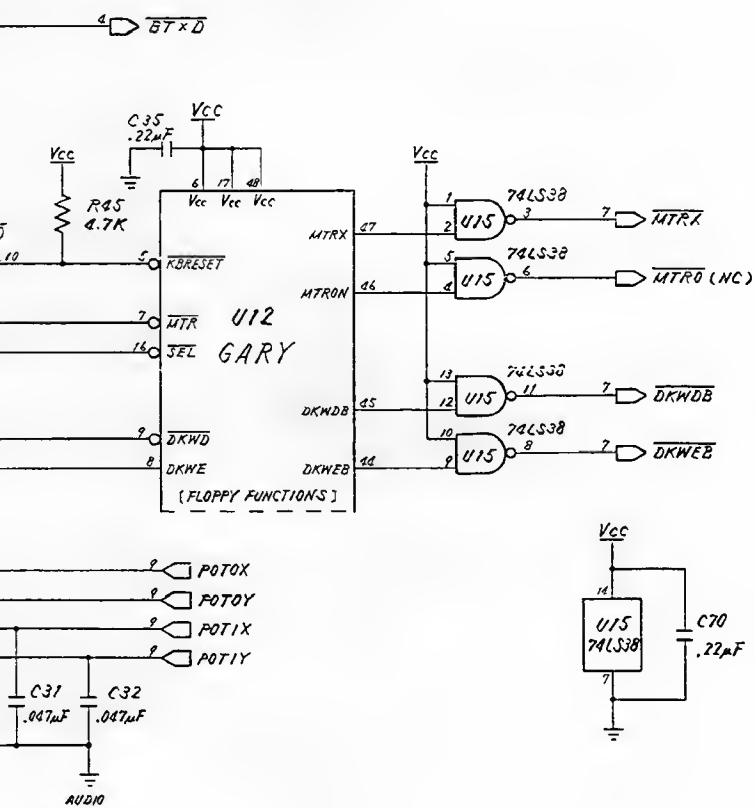 4 BTXD
C35
.22µF
Vcc
Vcc
Vcc
6 17 48
Vcc Vcc Vcc
R45
4.7K
10
5 KBRESET
7 MTR
16 SEL
U12
GARY
9 DKWD
8 DKWE
[FLOPPY FUNCTIONS]
MTRX 47
MTRON 46
DKWDB 45
DKWEB 44
1 74LS38
2 U15 3 7 MTRX
5 74LS38
4 U15 6 MTRO (NC)
13 74LS38
12 U15 11 7 DKWDB
10 74LS38
9 U15 8 7 DKWEB
9 POT0X
9 POT0Y
9 POT1X
9 POT1Y
C31
.047µF
C32
.047µF
AUDIO
Vcc
14
U15
74LS38
7
C70
.22µF